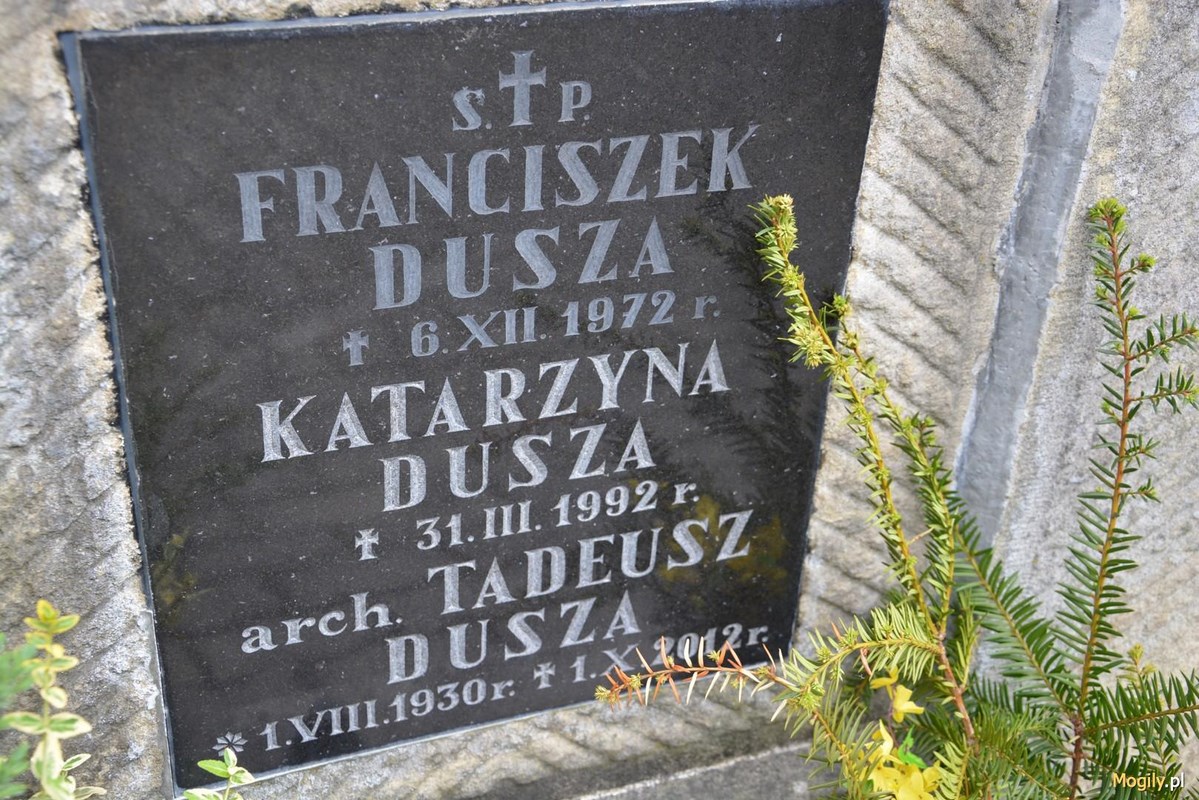 Ś. ✝ P.
FRANCISZEK
DUSZA
✝ 6. XII. 1972 r.
KATARZYNA
DUSZA
✝ 31. III. 1992 r.
arch. TADEUSZ
DUSZA
* 1. VIII. 1930 r. ✝ 1. X. 2012 r.
Mogily.pl